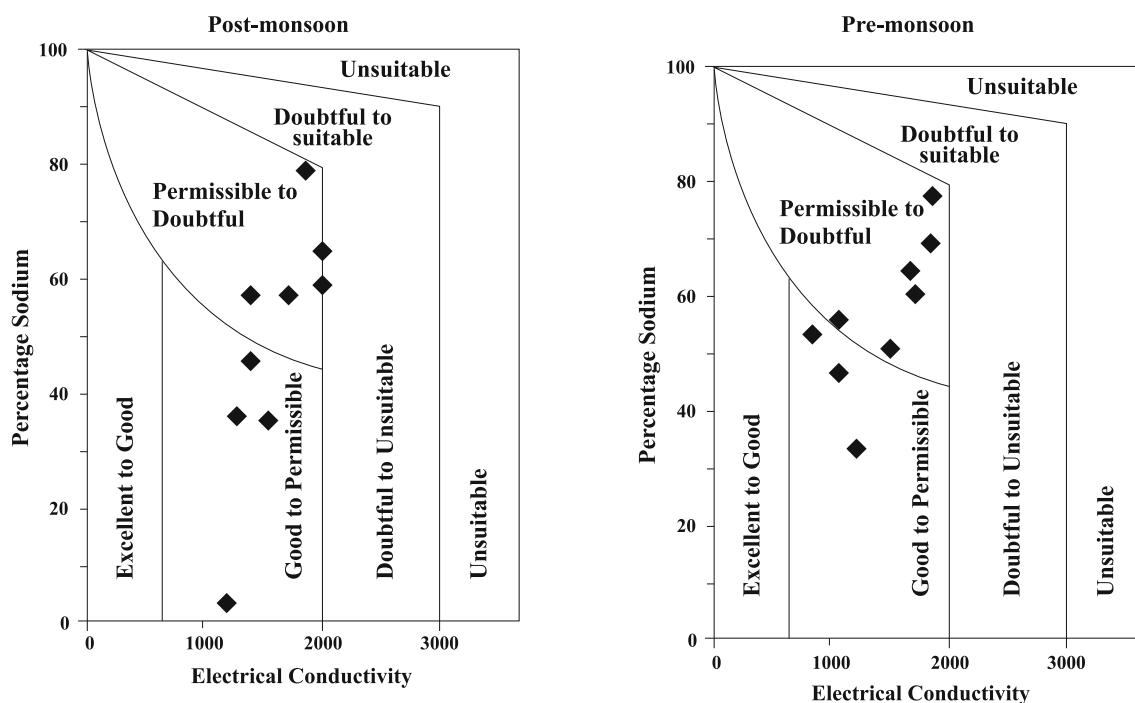 Post-monsoon
100
80
60
40
20
0
Percentage Sodium
Unsuitable
Doubtful to
suitable
Permissible to
Doubtful
Excellent to Good
Good to Permissible
Doubtful to Unsuitable
Unsuitable
0
1000
2000
3000
Electrical Conductivity
Pre-monsoon
100
80
60
40
20
0
Percentage Sodium
Unsuitable
Doubtful to
suitable
Permissible to
Doubtful
Excellent to Good
Good to Permissible
Doubtful to Unsuitable
Unsuitable
0
1000
2000
3000
Electrical Conductivity